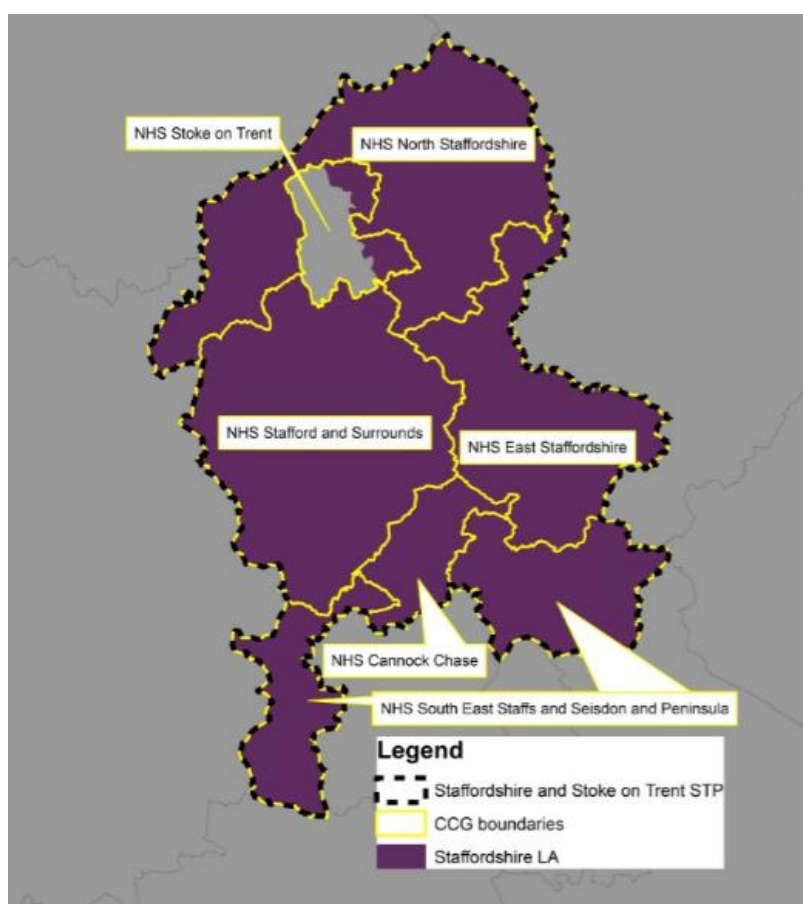 NHS Stoke on Trent
NHS North Staffordshire
NHS Stafford and Surrounds
NHS East Staffordshire
NHS Cannock Chase
NHS South East Staffs and Seisdon and Peninsula
Legend
Staffordshire and Stoke on Trent STP
CCG boundaries
Staffordshire LA